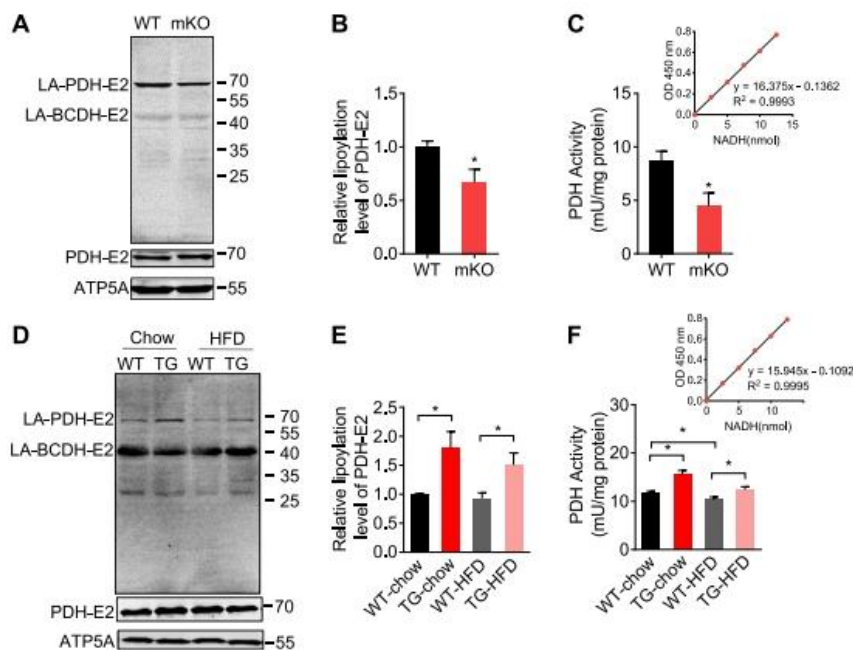 A
WT mKO
LA-PDH-E2
LA-BCDH-E2
70
55
40
35
25
PDH-E2
70
ATP5A
55
B
Relative lipoylation
level of PDH-E2
1.5
1.0
0.5
0.0
*
WT
mKO
C
PDH Activity
(mU/mg protein)
15
10
5
0
*
WT
mKO
OD 450 nm
0.8
0.6
0.4
0.2
0.0
y = 16.375x - 0.1362
R² = 0.9993
0 5 10 15
NADH(nmol)
D
Chow HFD
WT TG WT TG
LA-PDH-E2
LA-BCDH-E2
70
55
40
35
25
PDH-E2
70
ATP5A
55
E
Relative lipoylation
level of PDH-E2
2.5
2.0
1.5
1.0
0.5
0.0
* *
WT-chow
TG-chow
WT-HFD
TG-HFD
F
PDH Activity
(mU/mg protein)
30
20
10
0
*
* *
WT-chow
TG-chow
WT-HFD
TG-HFD
OD 450 nm
0.8
0.6
0.4
0.2
0.0
y = 15.945x - 0.1092
R² = 0.9995
0 5 10 15
NADH(nmol)